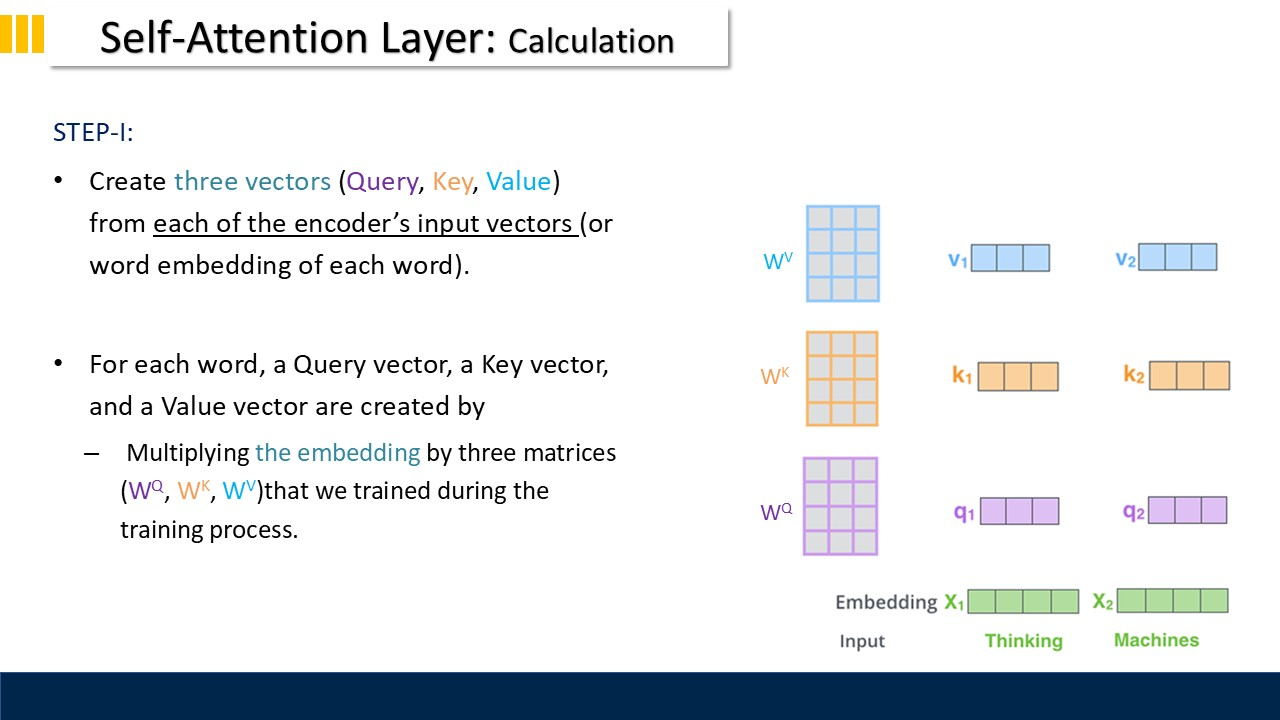 Self-Attention Layer: Calculation
STEP-I:
• Create three vectors (Query, Key, Value)
from each of the encoder’s input vectors (or
word embedding of each word).
• For each word, a Query vector, a Key vector,
and a Value vector are created by
– Multiplying the embedding by three matrices
(Wᵠ, Wᴷ, Wⱽ)that we trained during the
training process.
Wⱽ v₁ v₂
Wᴷ k₁ k₂
W^Q q₁ q₂
Embedding X₁ X₂
Input Thinking Machines